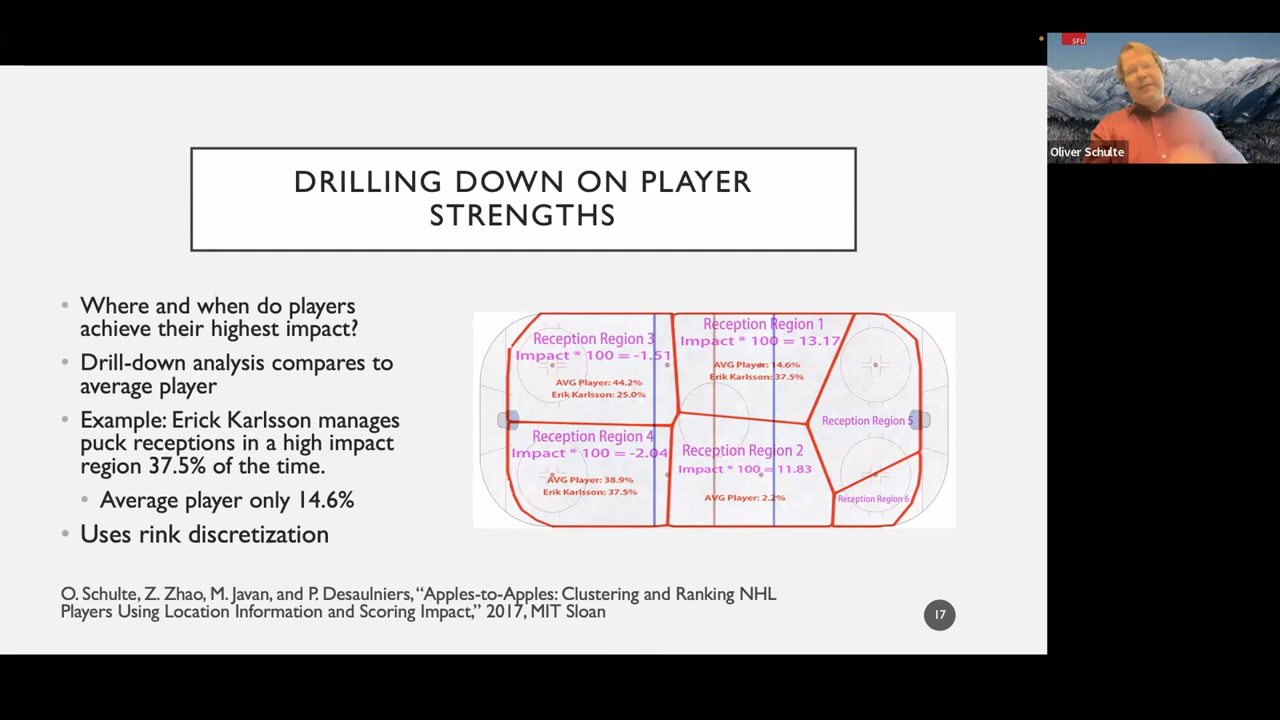 SFU
Oliver Schulte
DRILLING DOWN ON PLAYER
STRENGTHS
• Where and when do players
achieve their highest impact?
• Drill-down analysis compares to
average player
• Example: Erick Karlsson manages
puck receptions in a high impact
region 37.5% of the time.
• Average player only 14.6%
• Uses rink discretization
Reception Region 3
Impact * 100 = -1.51
AVG Player: 44.2%
Erik Karlsson: 25.0%
Reception Region 1
Impact * 100 = 13.17
AVG Player: 14.6%
Erik Karlsson: 37.5%
Reception Region 4
Impact * 100 = -2.04
AVG Player: 38.9%
Erik Karlsson: 37.5%
Reception Region 2
Impact * 100 = 11.83
AVG Player: 2.2%
Reception Region 5
Reception Region 6
O. Schulte, Z. Zhao, M. Javan, and P. Desaulniers, “Apples-to-Apples: Clustering and Ranking NHL
Players Using Location Information and Scoring Impact,” 2017, MIT Sloan
17